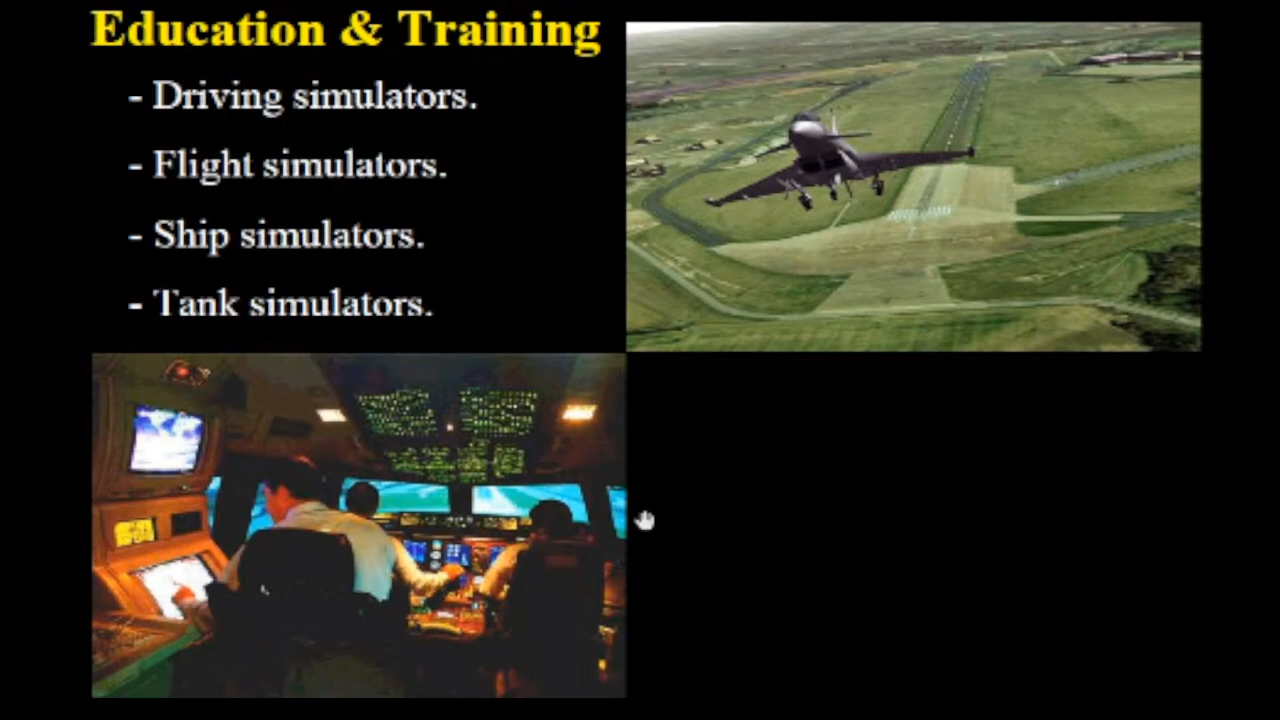 Education & Training
- Driving simulators.
- Flight simulators.
- Ship simulators.
- Tank simulators.